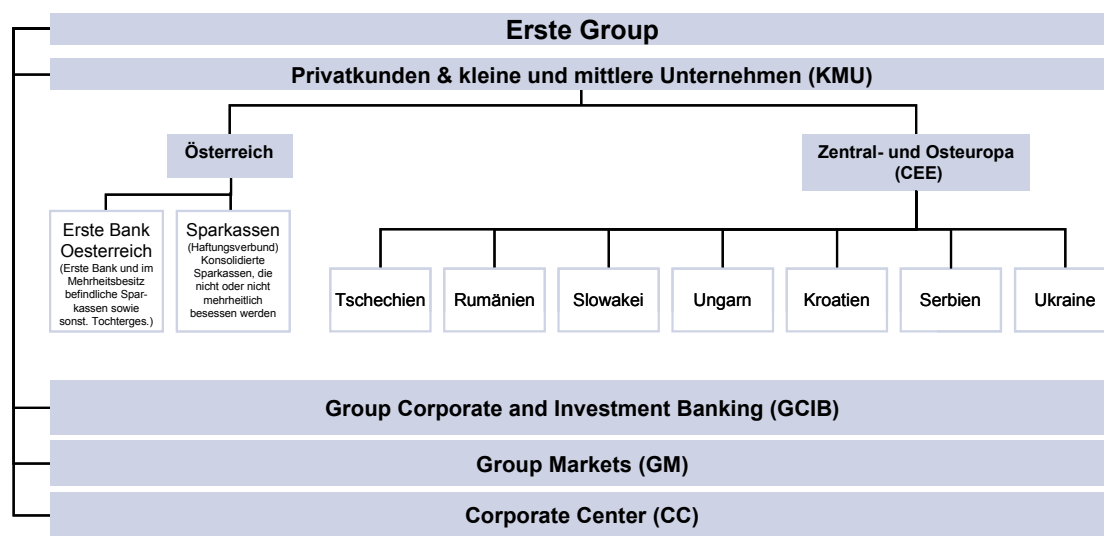 Erste Group
Privatkunden & kleine und mittlere Unternehmen (KMU)
Österreich
Zentral- und Osteuropa
(CEE)
Erste Bank
Oesterreich
(Erste Bank und im
Mehrheitsbesitz
befindliche Spar-
kassen sowie
sonst. Tochterges.)
Sparkassen
(Haftungsverbund)
Konsolidierte
Sparkassen, die
nicht oder nicht
mehrheitlich
besessen werden
Tschechien
Rumänien
Slowakei
Ungarn
Kroatien
Serbien
Ukraine
Group Corporate and Investment Banking (GCIB)
Group Markets (GM)
Corporate Center (CC)